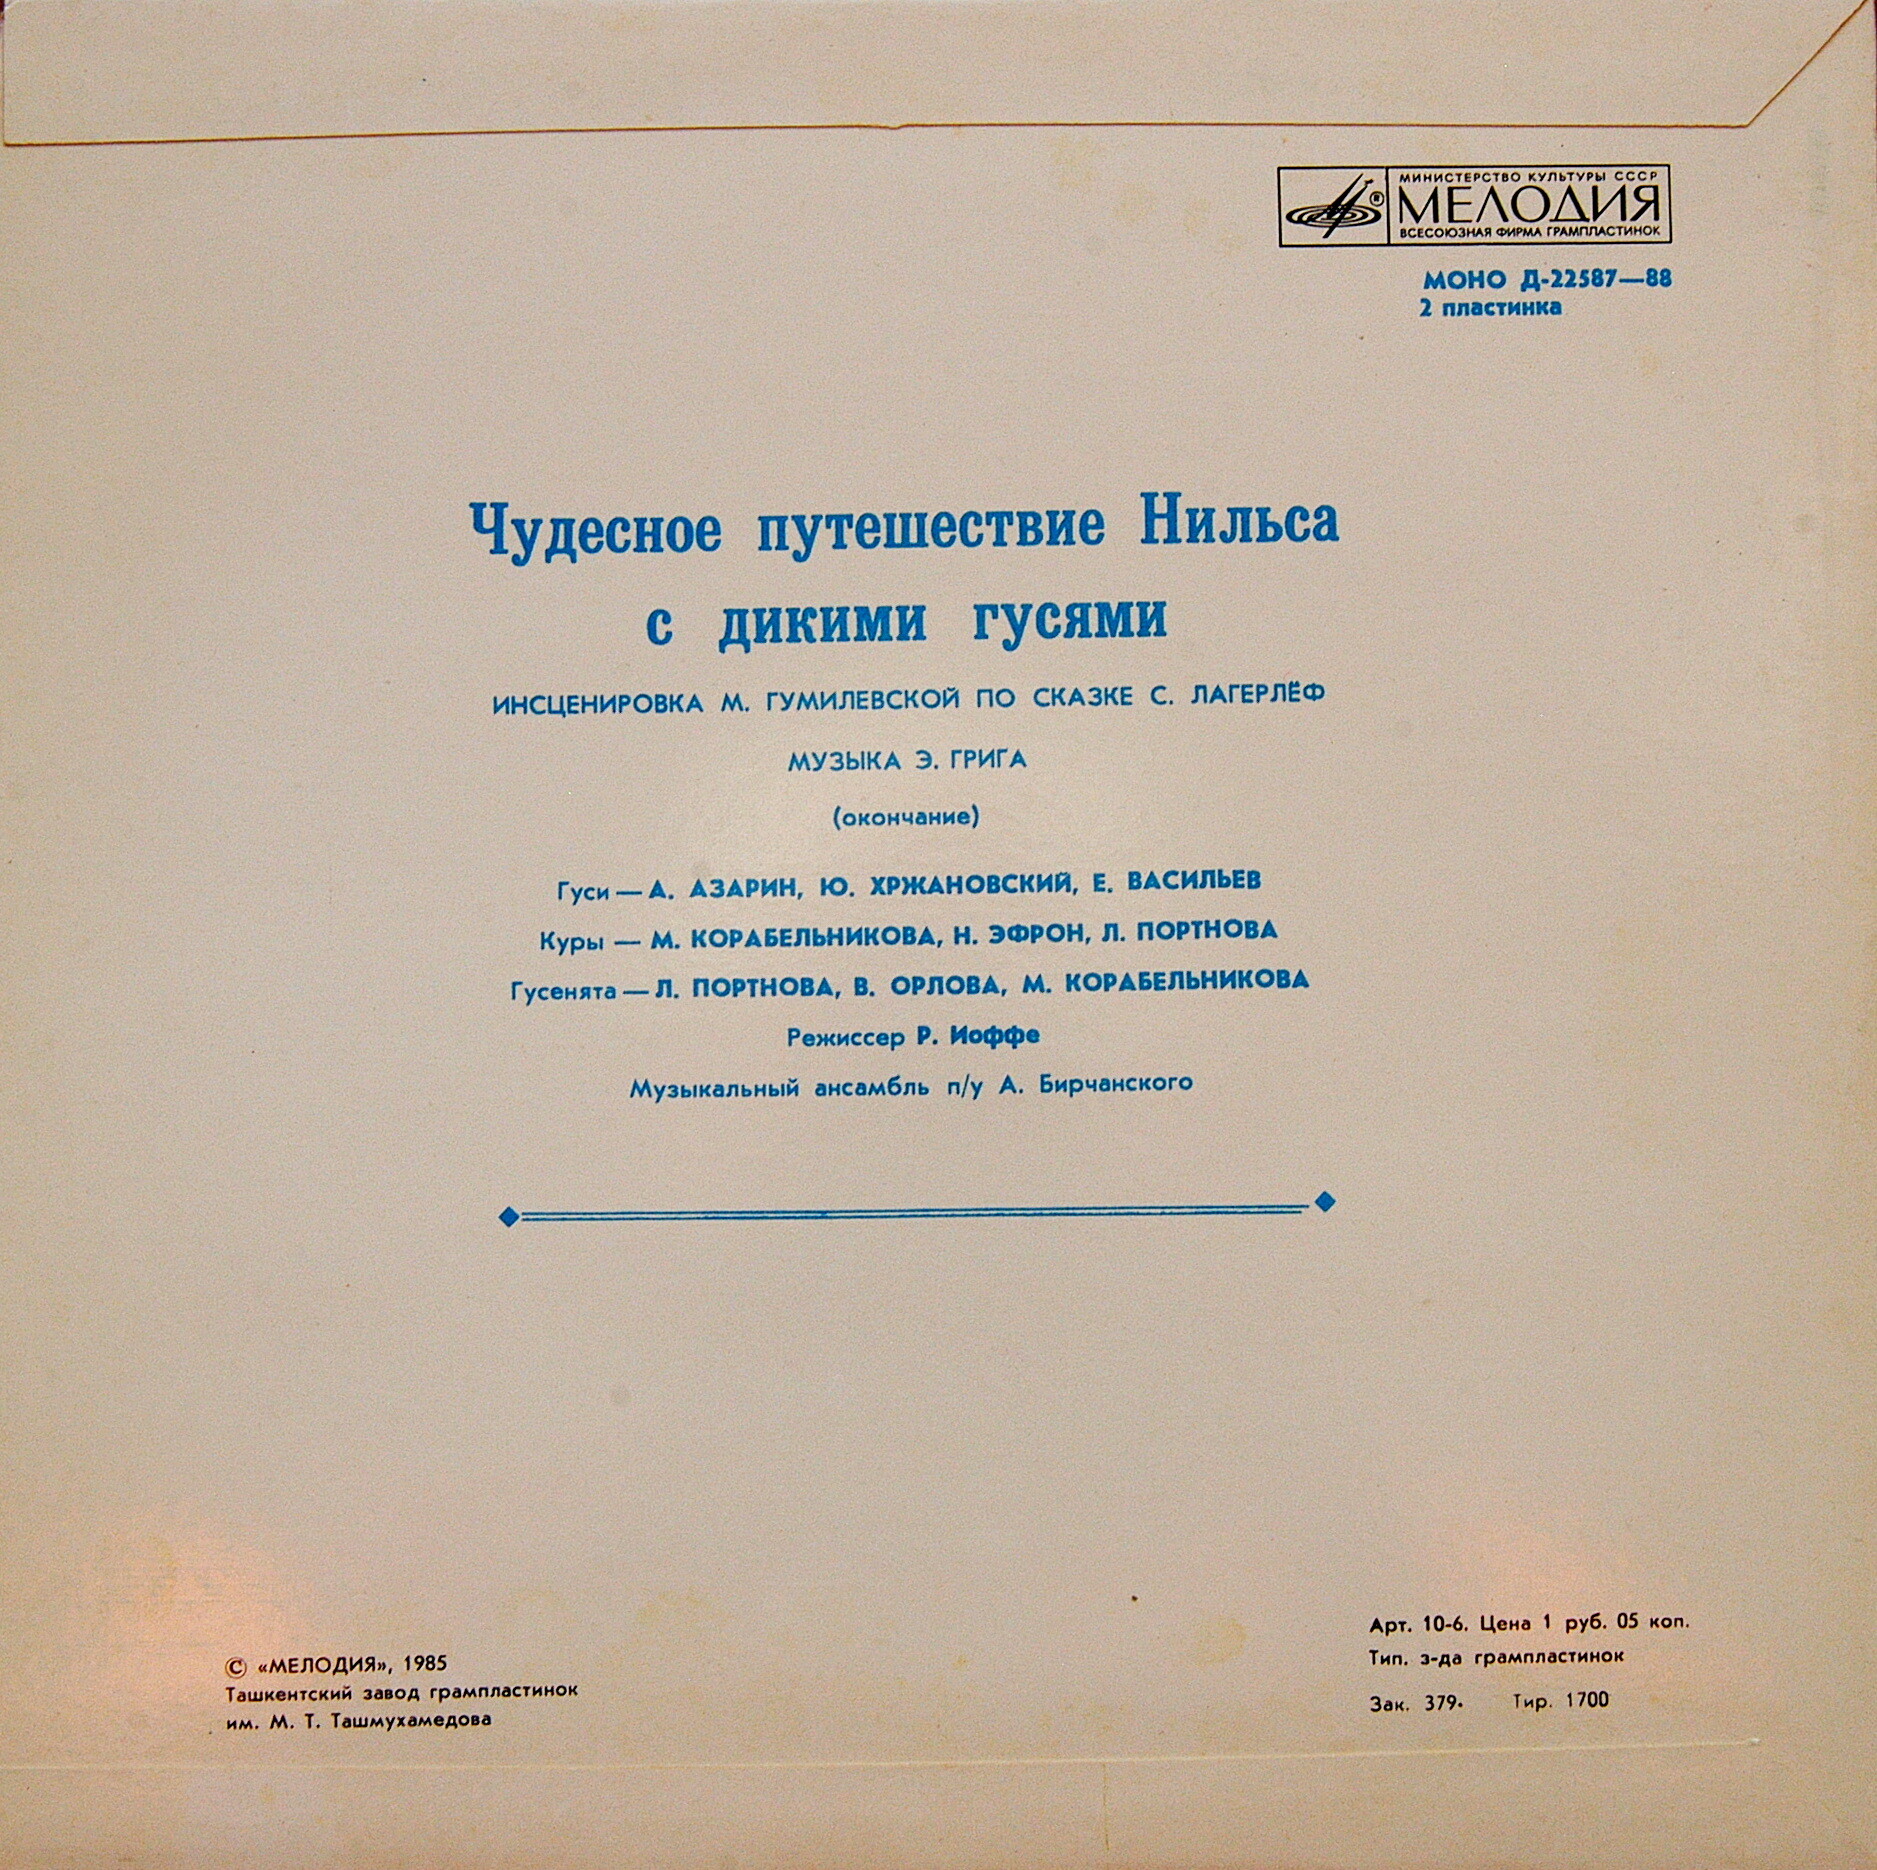 МИНИСТЕРСТВО КУЛЬТУРЫ СССР
МЕЛОДИЯ
ВСЕСОЮЗНАЯ ФИРМА ГРАМПЛАСТИНОК
МОНО Д-22587—88
2 пластинка
Чудесное путешествие Нильса
с дикими гусями
ИНСЦЕНИРОВКА М. ГУМИЛЕВСКОЙ ПО СКАЗКЕ С. ЛАГЕРЛЁФ
МУЗЫКА Э. ГРИГА
(окончание)
Гуси — А. АЗАРИН, Ю. ХРЖАНОВСКИЙ, Е. ВАСИЛЬЕВ
Куры — М. КОРАБЕЛЬНИКОВА, Н. ЭФРОН, Л. ПОРТНОВА
Гусенята — Л. ПОРТНОВА, В. ОРЛОВА, М. КОРАБЕЛЬНИКОВА
Режиссер Р. Иоффе
Музыкальный ансамбль п/у А. Бирчанского
© «МЕЛОДИЯ», 1985
Ташкентский завод грампластинок
им. М. Т. Ташмухамедова
Арт. 10-6. Цена 1 руб. 05 коп.
Тип. з-да грампластинок
Зак. 379. Тир. 1700